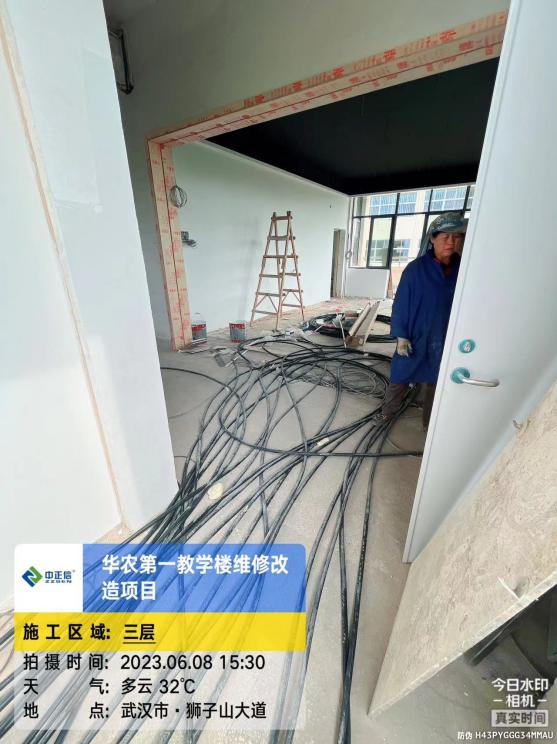 中正信
ZZSCN
华农第一教学楼维修改
造项目
施工区域: 三层
拍摄时间: 2023.06.08 15:30
天 气: 多云 32℃
地 点: 武汉市·狮子山大道
今日水印
相机
真实时间
防伪 H43PYGGG34MMAU